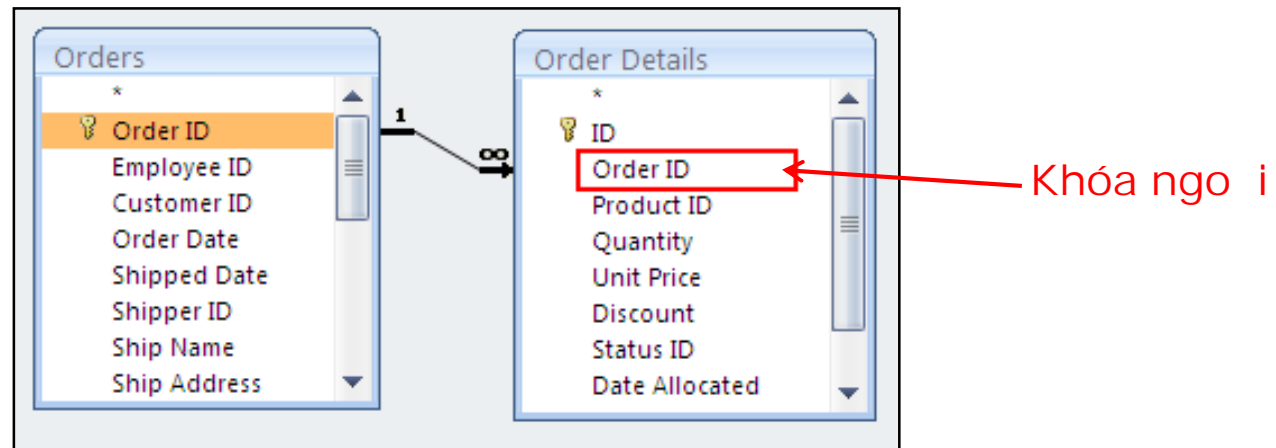 Orders
*
Order ID
Employee ID
Customer ID
Order Date
Shipped Date
Shipper ID
Ship Name
Ship Address
1
∞
Order Details
*
ID
Order ID
Product ID
Quantity
Unit Price
Discount
Status ID
Date Allocated
Khóa ngo i